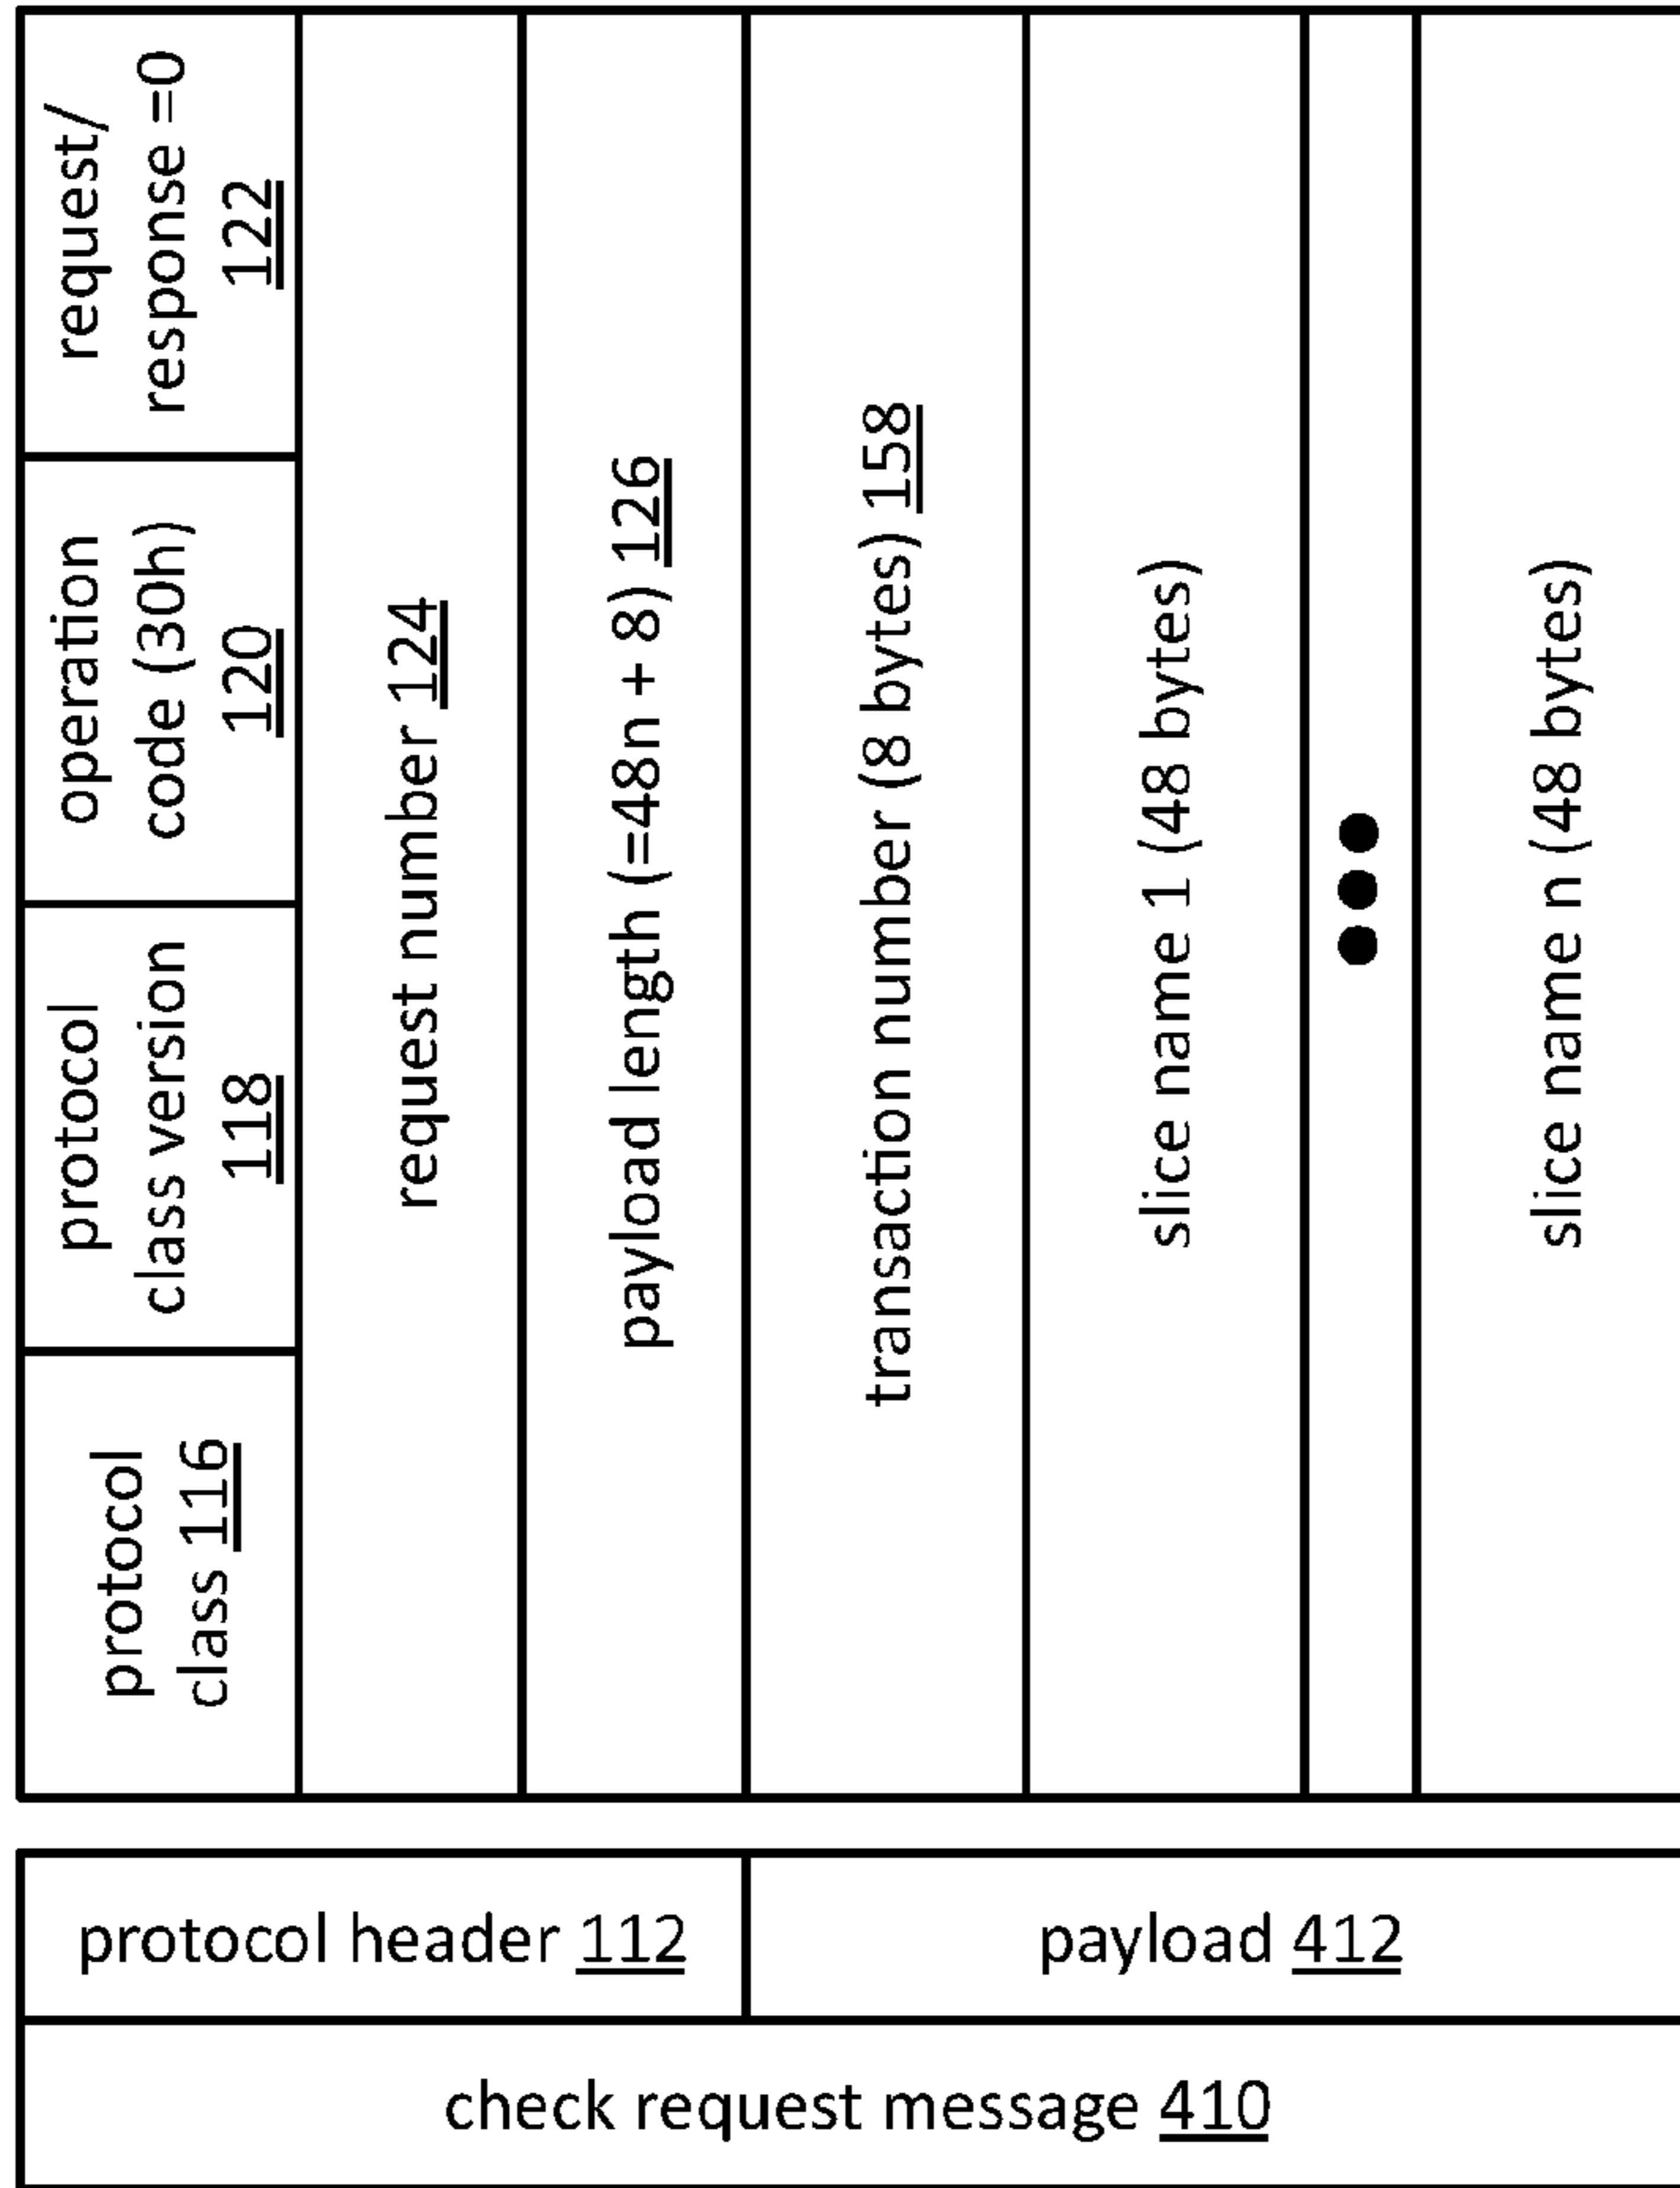 protocol
class 116
protocol
class version
118
operation
code (30h)
120
request/
response =0
122
request number 124
payload length (=48n + 8) 126
transaction number (8 bytes) 158
slice name 1 (48 bytes)
●●●
slice name n (48 bytes)
protocol header 112
payload 412
check request message 410